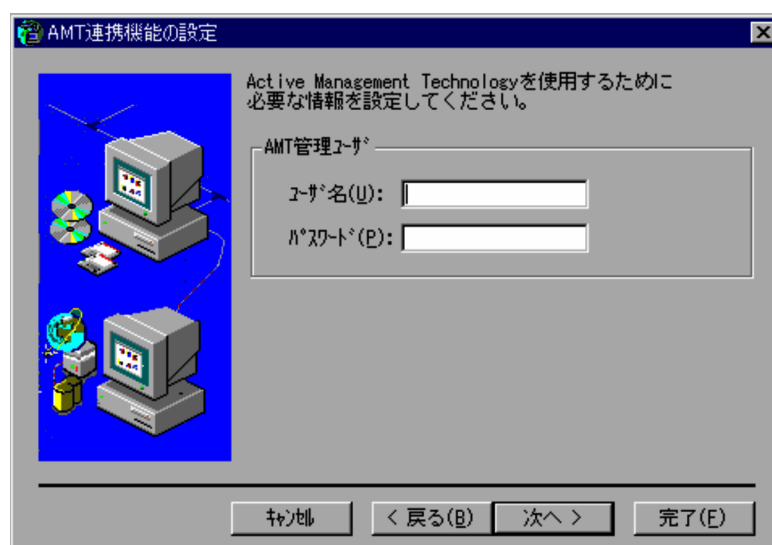 AMT連携機能の設定
Active Management Technologyを使用するために
必要な情報を設定してください。
AMT管理ﾕｰｻﾞ
ﾕｰｻﾞ名(U):
ﾊﾟｽﾜｰﾄﾞ(P):
ｷｬﾝｾﾙ
< 戻る(B)
次へ >
完了(F)